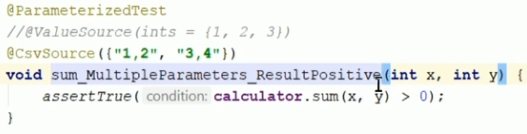 @ParameterizedTest
//@ValueSource(ints = {1, 2, 3})
@CsvSource({"1,2", "3,4"})
void sum_MultipleParameters_ResultPositive(int x, int y) {
assertTrue( condition: calculator.sum(x, y) > 0);
}